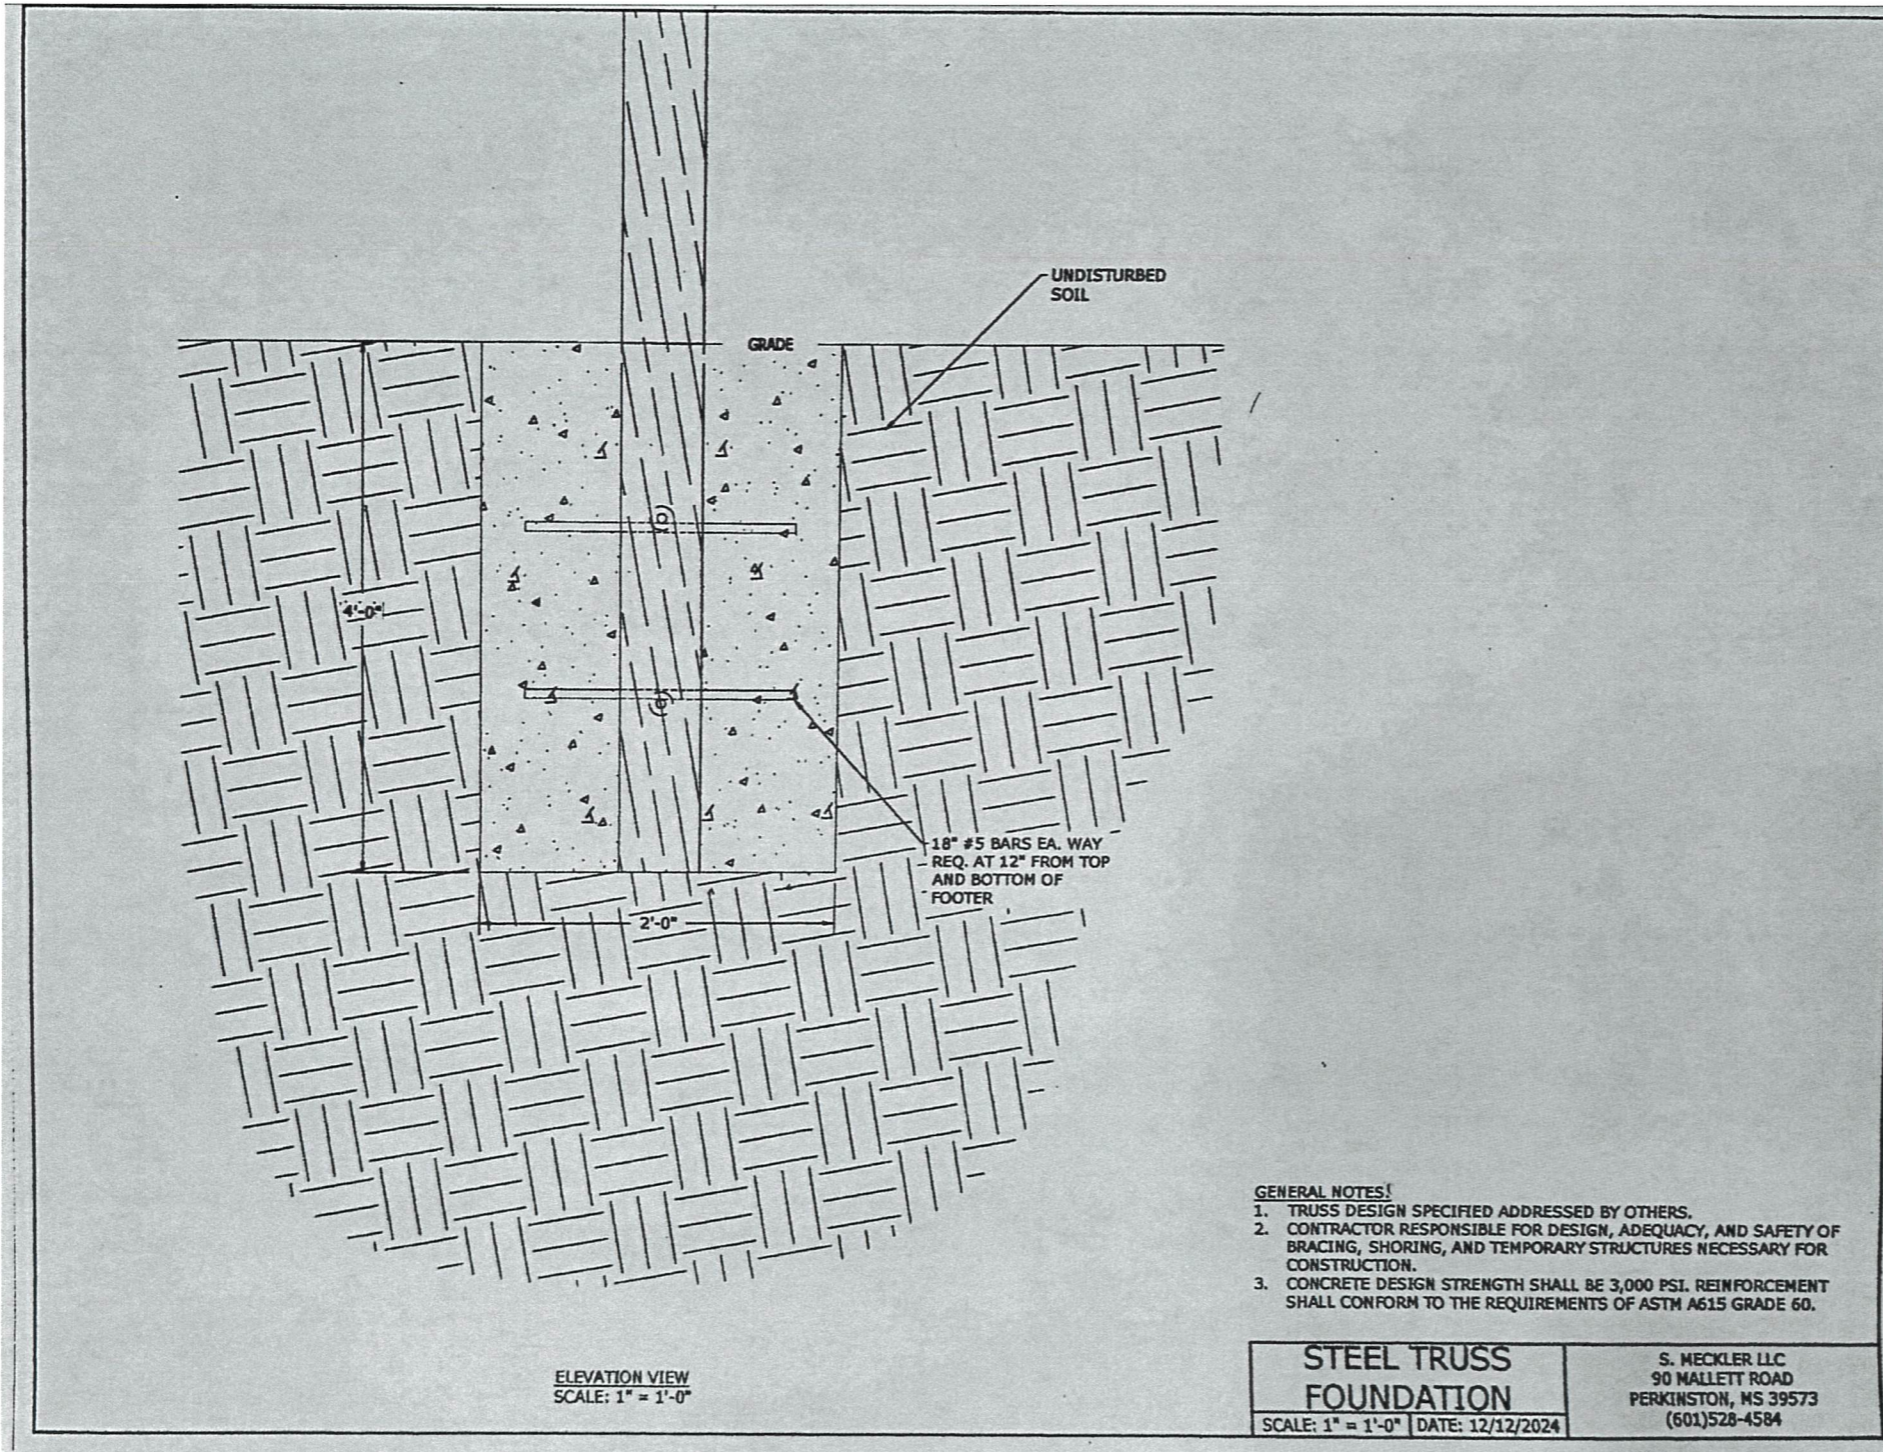 UNDISTURBED
SOIL
GRADE
4'-0"
18" #5 BARS EA. WAY
REQ. AT 12" FROM TOP
AND BOTTOM OF
FOOTER
2'-0"
GENERAL NOTES:
1. TRUSS DESIGN SPECIFIED ADDRESSED BY OTHERS.
2. CONTRACTOR RESPONSIBLE FOR DESIGN, ADEQUACY, AND SAFETY OF
BRACING, SHORING, AND TEMPORARY STRUCTURES NECESSARY FOR
CONSTRUCTION.
3. CONCRETE DESIGN STRENGTH SHALL BE 3,000 PSI. REINFORCEMENT
SHALL CONFORM TO THE REQUIREMENTS OF ASTM A615 GRADE 60.
ELEVATION VIEW
SCALE: 1" = 1'-0"
STEEL TRUSS
FOUNDATION
SCALE: 1" = 1'-0" DATE: 12/12/2024
S. MECKLER LLC
90 MALLETT ROAD
PERKINSTON, MS 39573
(601)528-4584